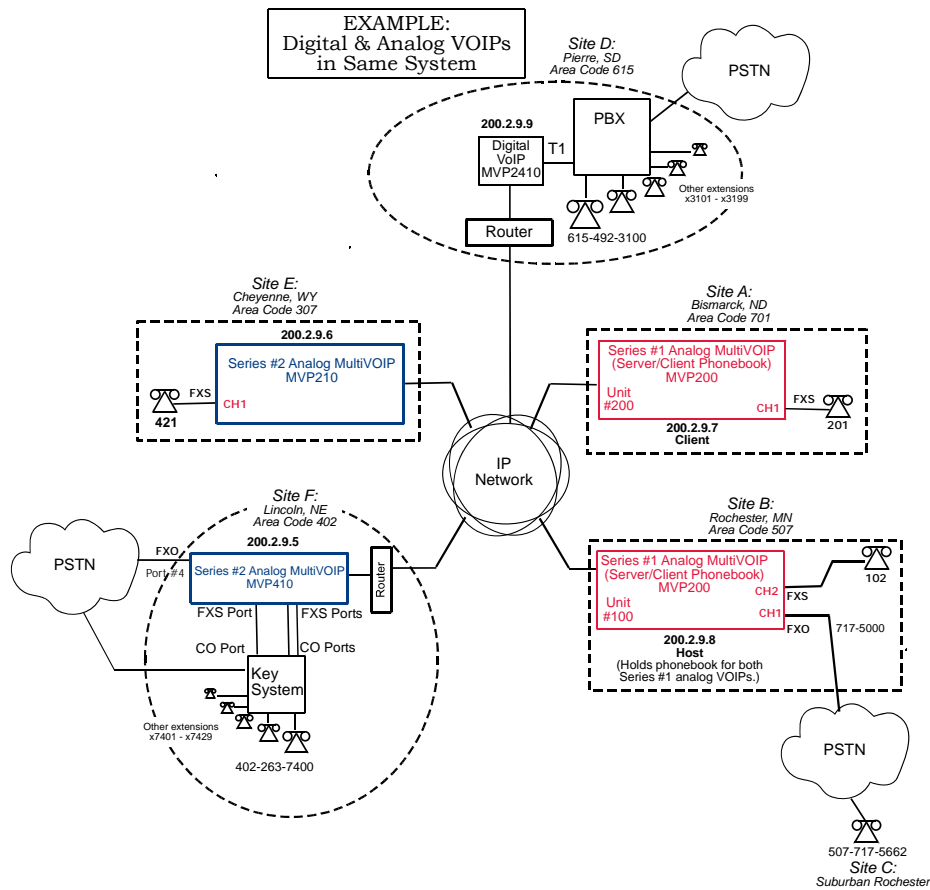 EXAMPLE:
Digital & Analog VOIPs
in Same System
Site D:
Pierre, SD
Area Code 615
PSTN
200.2.9.9
PBX
Digital
VoIP
MVP2410
T1
Other extensions
x3101 - x3199
Router
615-492-3100
Site E:
Cheyenne, WY
Area Code 307
200.2.9.6
Series #2 Analog MultiVOIP
MVP210
FXS
CH1
421
Site A:
Bismarck, ND
Area Code 701
Series #1 Analog MultiVOIP
(Server/Client Phonebook)
MVP200
Unit
#200
CH1
FXS
201
200.2.9.7
Client
IP
Network
Site F:
Lincoln, NE
Area Code 402
200.2.9.5
PSTN
FXO
Port #4
Series #2 Analog MultiVOIP
MVP410
Router
FXS Port
FXS Ports
CO Port
CO Ports
Key
System
Other extensions
x7401 - x7429
402-263-7400
Site B:
Rochester, MN
Area Code 507
Series #1 Analog MultiVOIP
(Server/Client Phonebook)
MVP200
Unit
#100
CH2
FXS
102
CH1
FXO
717-5000
200.2.9.8
Host
(Holds phonebook for both
Series #1 analog VOIPs.)
PSTN
507-717-5662
Site C:
Suburban Rochester